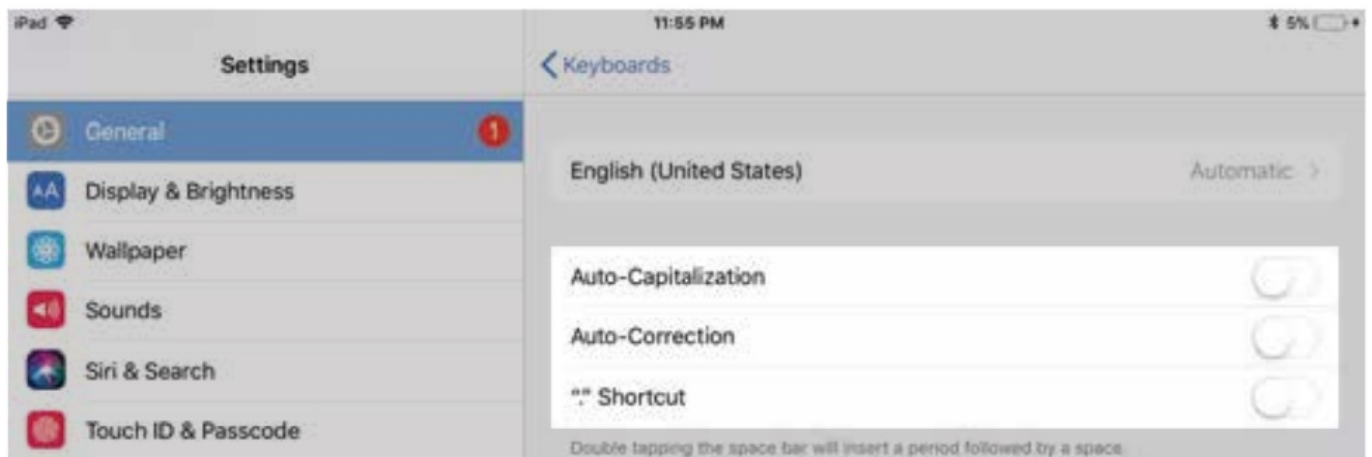 iPad 11:55 PM 5%
Settings
General 1
Display & Brightness
Wallpaper
Sounds
Siri & Search
Touch ID & Passcode
Keyboards
English (United States) Automatic
Auto-Capitalization
Auto-Correction
“.” Shortcut
Double tapping the space bar will insert a period followed by a space.